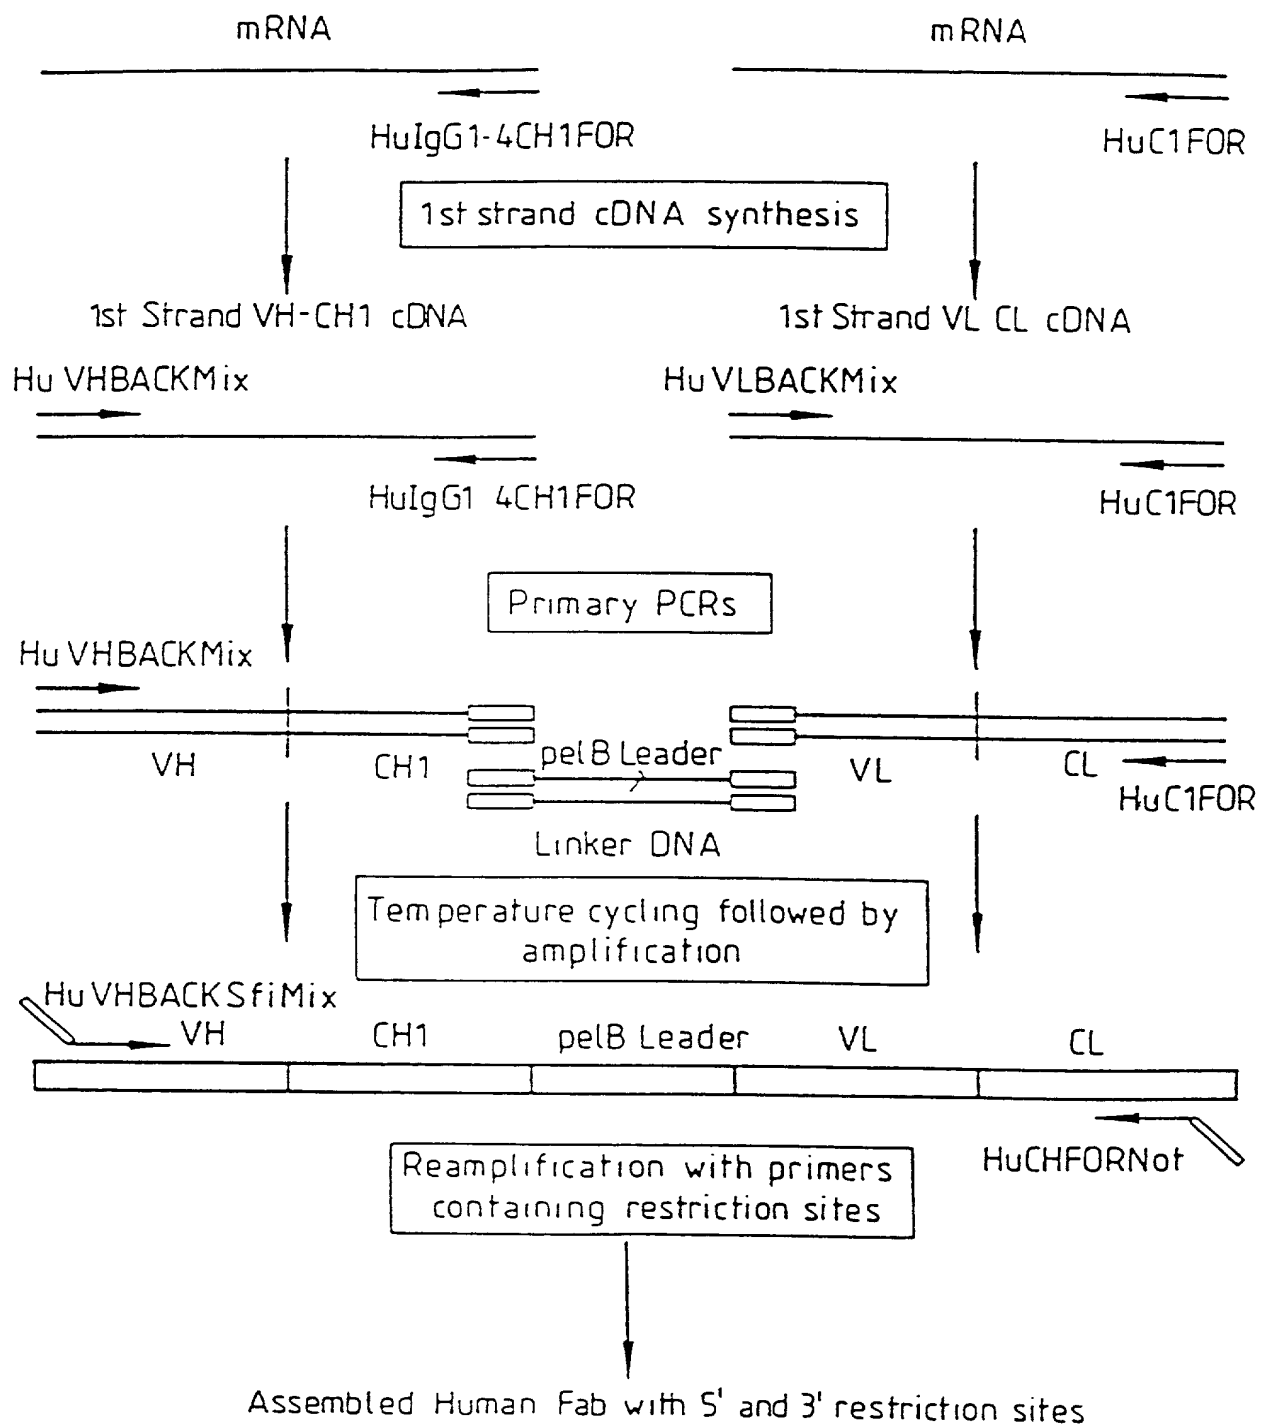 mRNA
mRNA
HuIgG1-4CH1FOR
HuC1FOR
1st strand cDNA synthesis
1st Strand VH-CH1 cDNA
1st Strand VL CL cDNA
Hu VHBACKMix
Hu VLBACKMix
HuIgG1 4CH1FOR
HuC1FOR
Primary PCRs
Hu VHBACKMix
VH
CH1
pelB Leader
VL
CL
HuC1FOR
Linker DNA
Temperature cycling followed by
amplification
Hu VHBACKSfiMix
VH
CH1
pelB Leader
VL
CL
HuCHFORNot
Reamplification with primers
containing restriction sites
Assembled Human Fab with 5' and 3' restriction sites